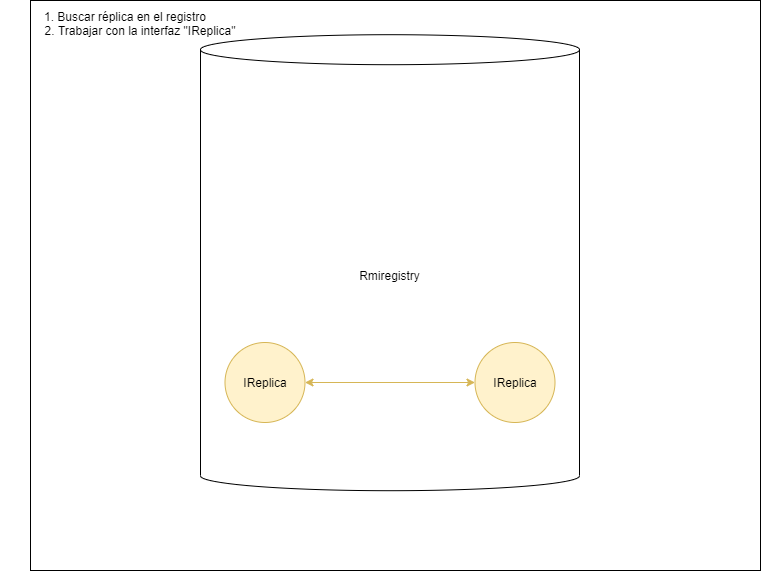 1. Buscar réplica en el registro
2. Trabajar con la interfaz "IReplica"
Rmiregistry
IReplica
IReplica